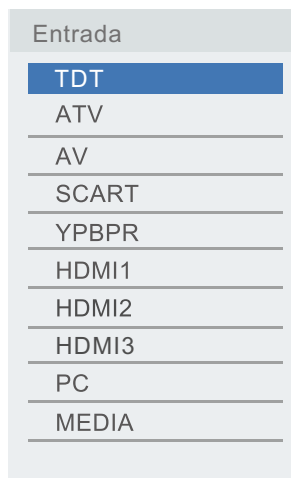 Entrada
TDT
ATV
AV
SCART
YPBPR
HDMI1
HDMI2
HDMI3
PC
MEDIA